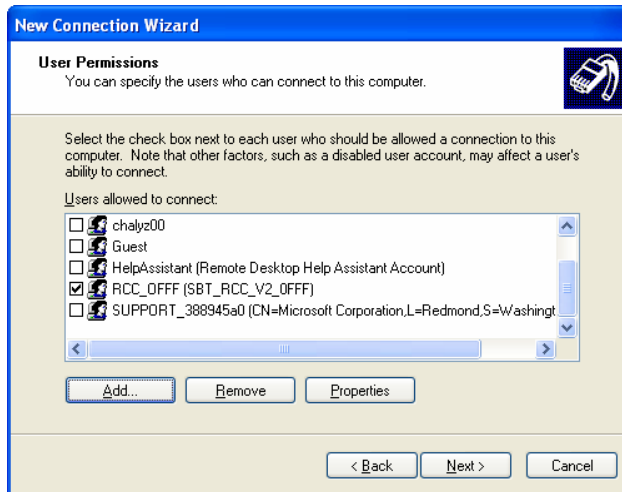 New Connection Wizard
User Permissions
You can specify the users who can connect to this computer.
Select the check box next to each user who should be allowed a connection to this
computer. Note that other factors, such as a disabled user account, may affect a user's
ability to connect.
Users allowed to connect:
chalyz00
Guest
HelpAssistant (Remote Desktop Help Assistant Account)
RCC_0FFF (SBT_RCC_V2_0FFF)
SUPPORT_388945a0 (CN=Microsoft Corporation,L=Redmond,S=Washingt
Add... Remove Properties
< Back Next > Cancel